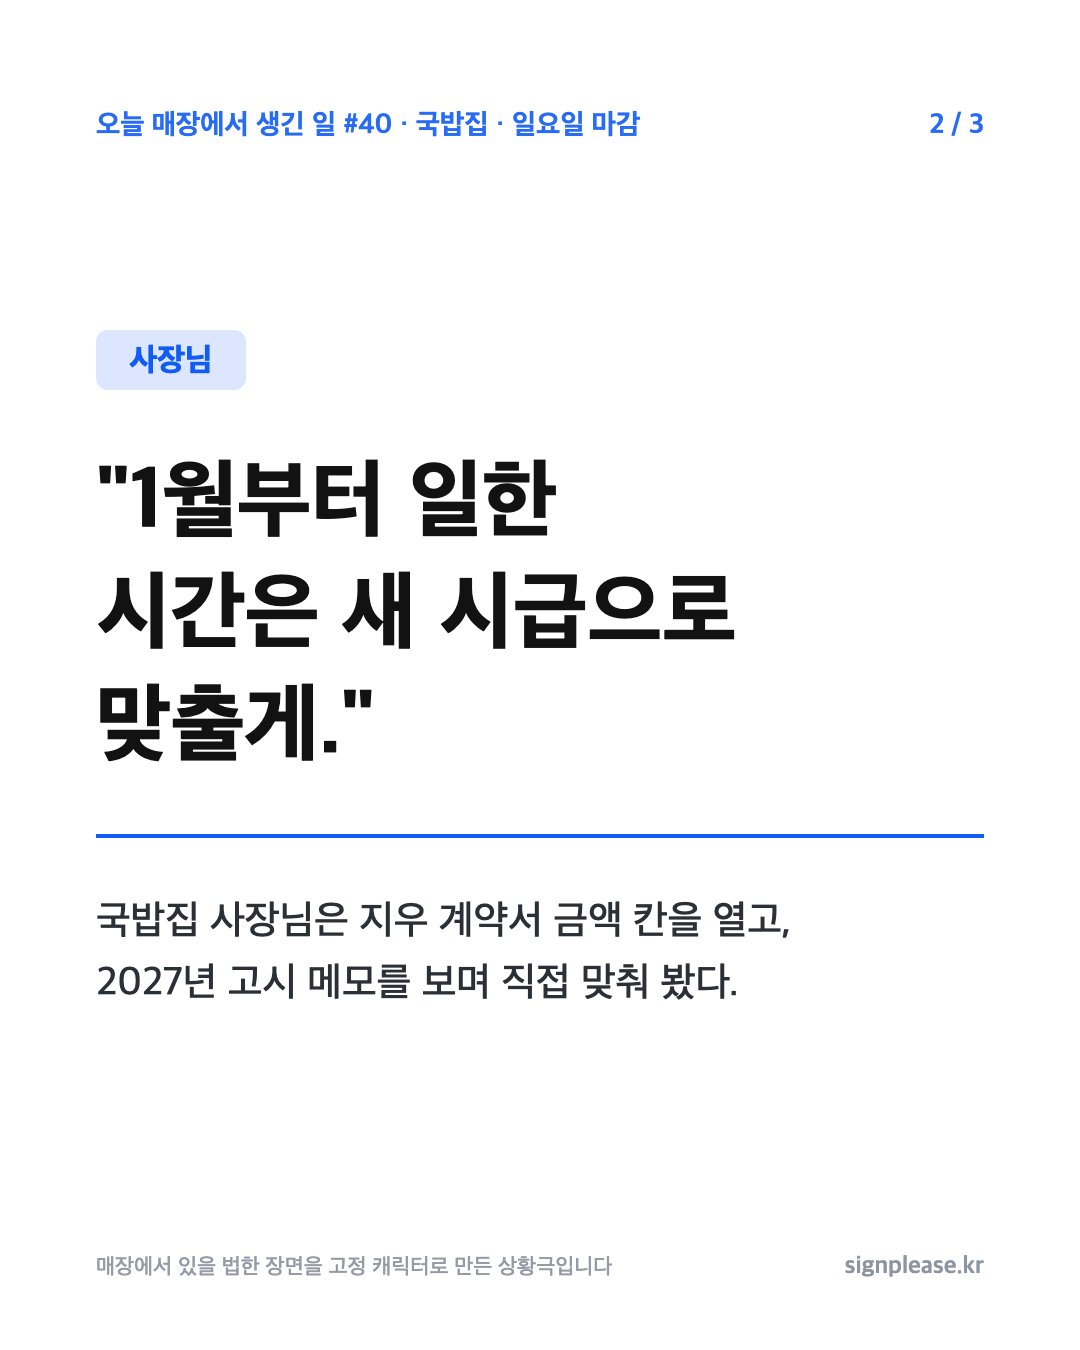 오늘 매장에서 생긴 일 #40 · 국밥집 · 일요일 마감
2 / 3
사장님
"1월부터 일한
시간은 새 시급으로
맞출게."
국밥집 사장님은 지우 계약서 금액 칸을 열고,
2027년 고시 메모를 보며 직접 맞춰 봤다.
매장에서 있을 법한 장면을 고정 캐릭터로 만든 상황극입니다
signplease.kr